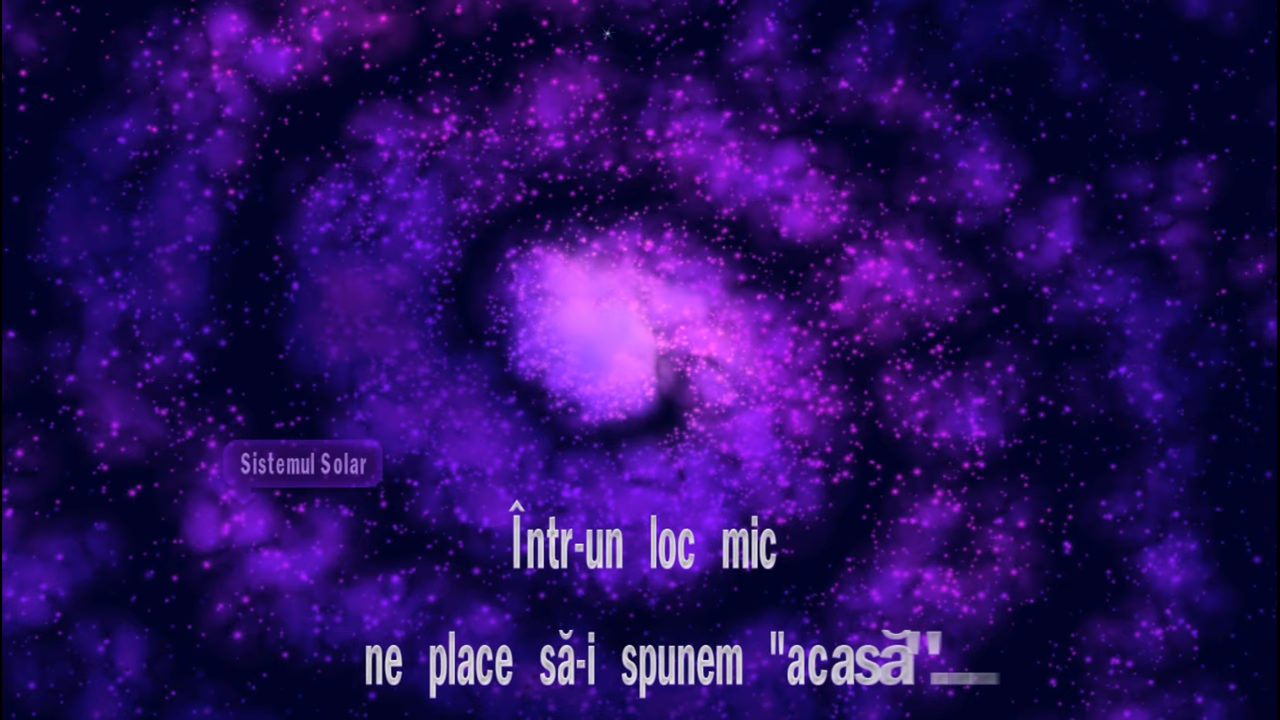 Sistemul Solar
Într-un loc mic
ne place să-i spunem "acasă"